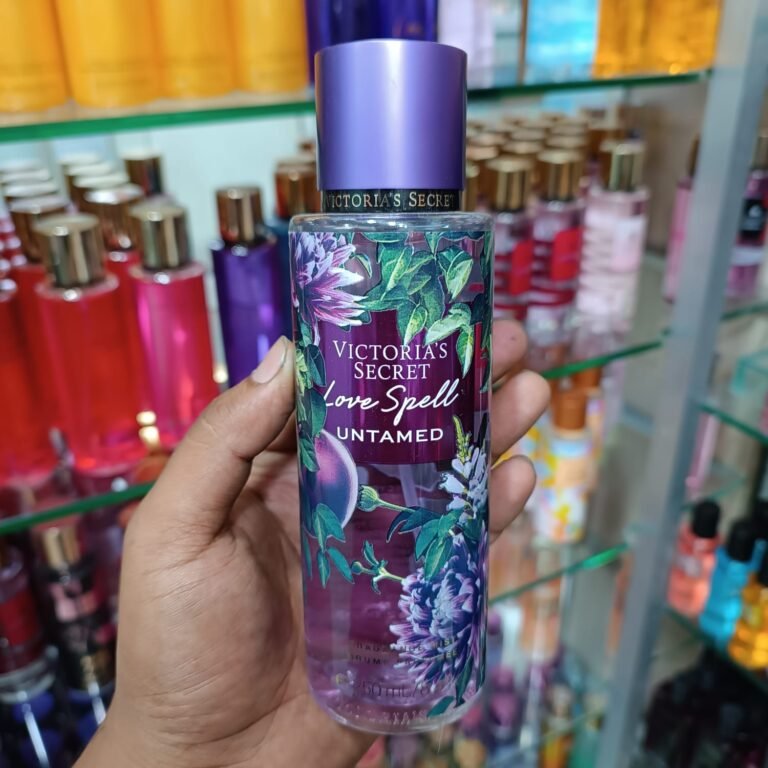 VICTORIA'S SECRET
VICTORIA'S
SECRET
Love Spell
UNTAMED